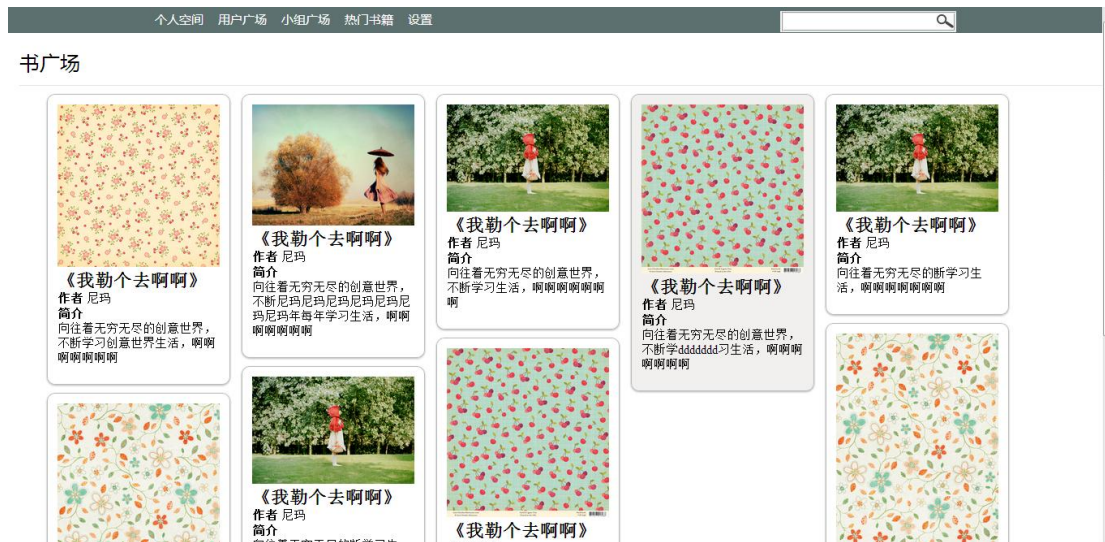 个人空间 用户广场 小组广场 热门书籍 设置
书广场
《我勒个去啊啊》
作者 尼玛
简介
向往着无穷无尽的创意世界，
不断学习创意世界生活，啊啊
啊啊啊啊啊
《我勒个去啊啊》
作者 尼玛
简介
向往着无穷无尽的创意世界，
不断尼玛尼玛尼玛尼玛尼玛尼
玛尼玛年每年学习生活，啊啊
啊啊啊啊啊
《我勒个去啊啊》
作者 尼玛
简介
《我勒个去啊啊》
作者 尼玛
简介
向往着无穷无尽的创意世界，
不断学习生活，啊啊啊啊啊啊
啊
《我勒个去啊啊》
《我勒个去啊啊》
作者 尼玛
简介
向往着无穷无尽的创意世界，
不断学ddddddd习生活，啊啊啊
啊啊啊啊
《我勒个去啊啊》
作者 尼玛
简介
向往着无穷无尽的断学习生
活，啊啊啊啊啊啊啊